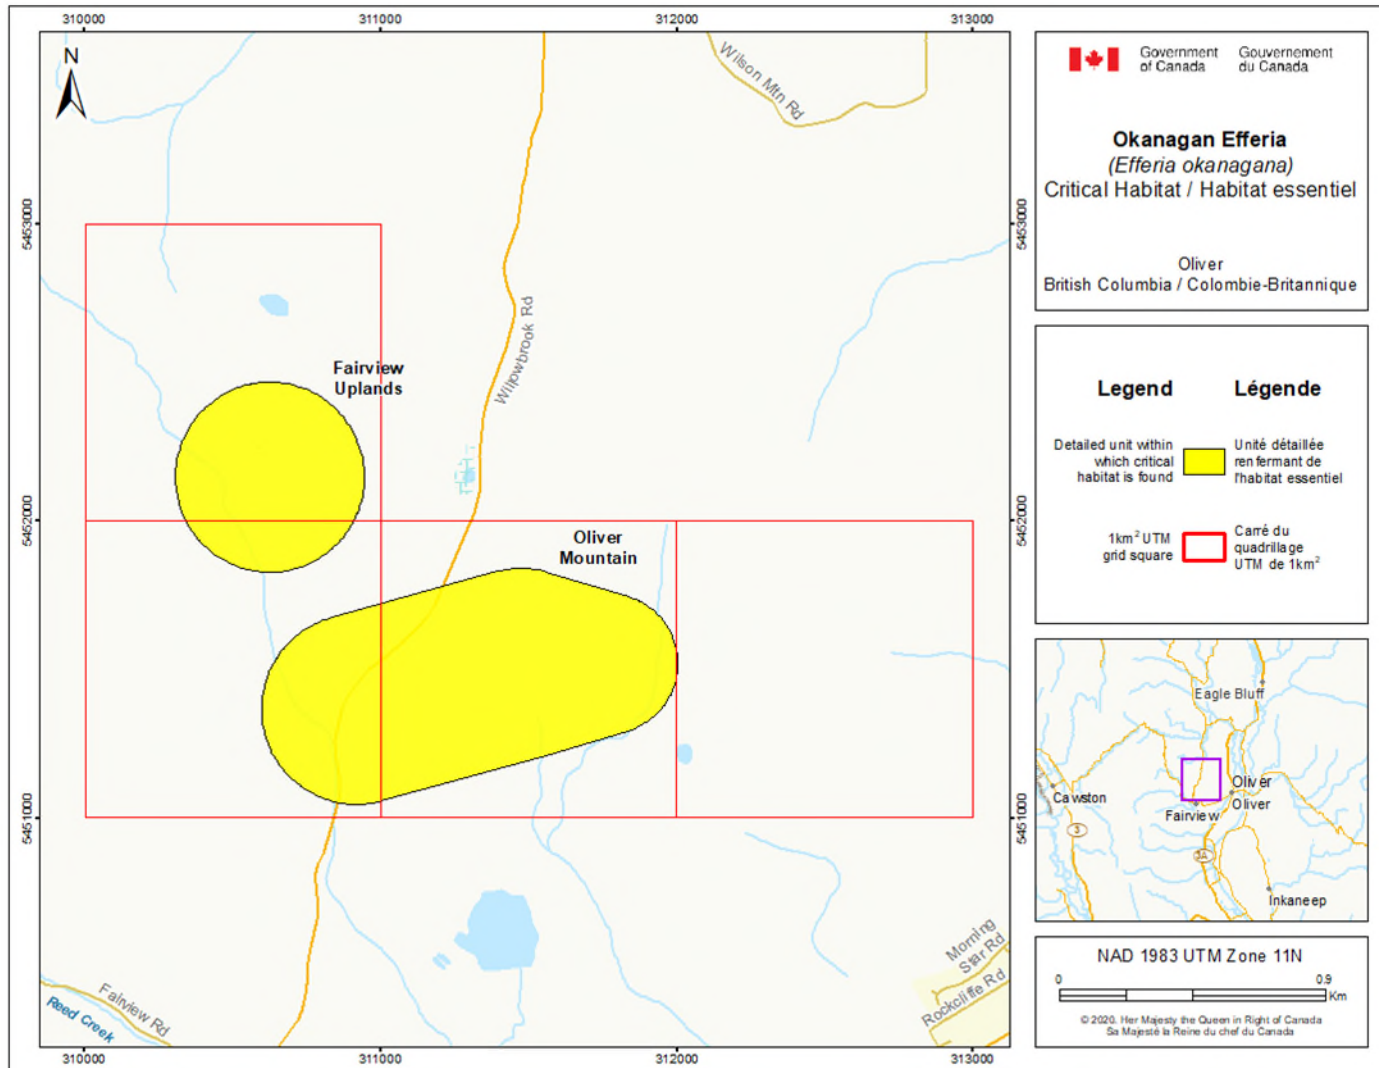 310000
311000
312000
313000
N
Wilson Mtn Rd
5453000
5453000
Willowbrook Rd
Fairview
Uplands
5452000
5452000
Oliver
Mountain
5451000
5451000
Morning
Star Rd
Rockcliffe Rd
Fairview Rd
Reed Creek
310000
311000
312000
313000
Government
of Canada
Gouvernement
du Canada
Okanagan Efferia
(Efferia okanagana)
Critical Habitat / Habitat essentiel
Oliver
British Columbia / Colombie-Britannique
Legend
Légende
Detailed unit within
which critical
habitat is found
Unité détaillée
renfermant de
l'habitat essentiel
1km² UTM
grid square
Carré du
quadrillage
UTM de 1km²
Eagle Bluff
Cawston
Oliver
Oliver
Fairview
3
3A
Inkaneep
NAD 1983 UTM Zone 11N
0
0.9
Km
© 2020. Her Majesty the Queen in Right of Canada
Sa Majesté la Reine du chef du Canada